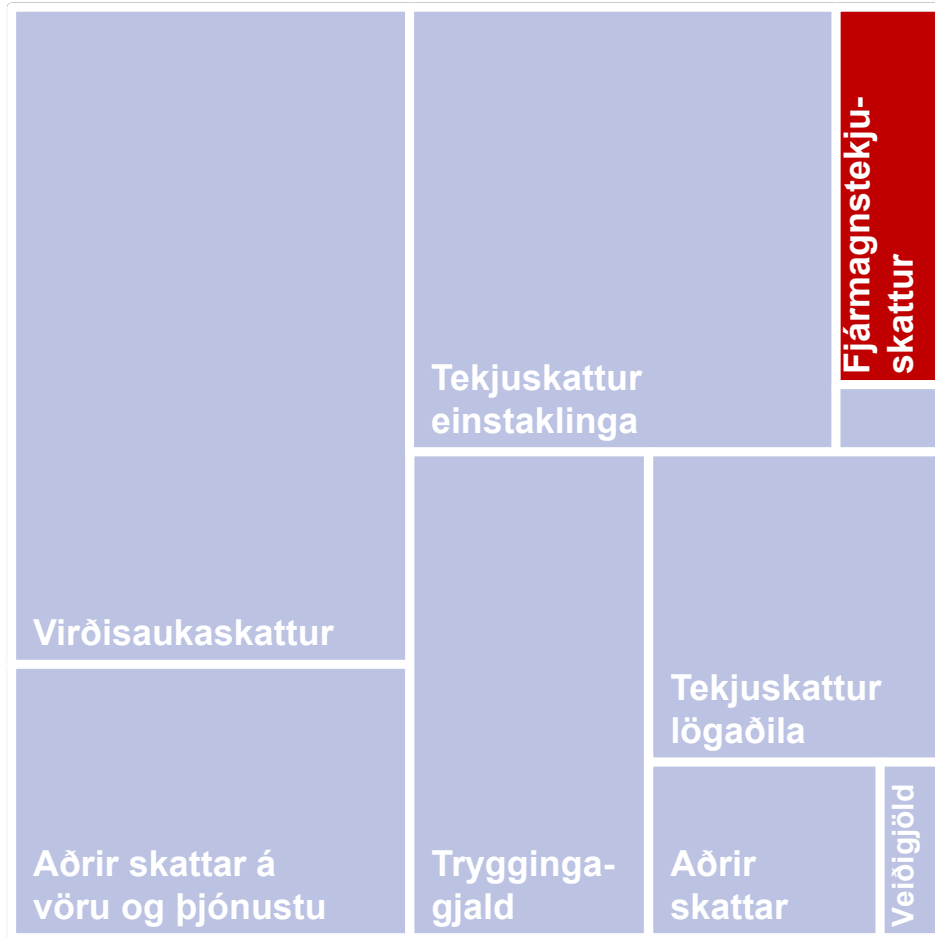 Virðisaukaskattur
Aðrir skattar á
vöru og þjónustu
Tekjuskattur
einstaklinga
Fjármagnstekju-
skattur
Trygginga-
gjald
Tekjuskattur
lögaðila
Aðrir
skattar
Veiðigjöld